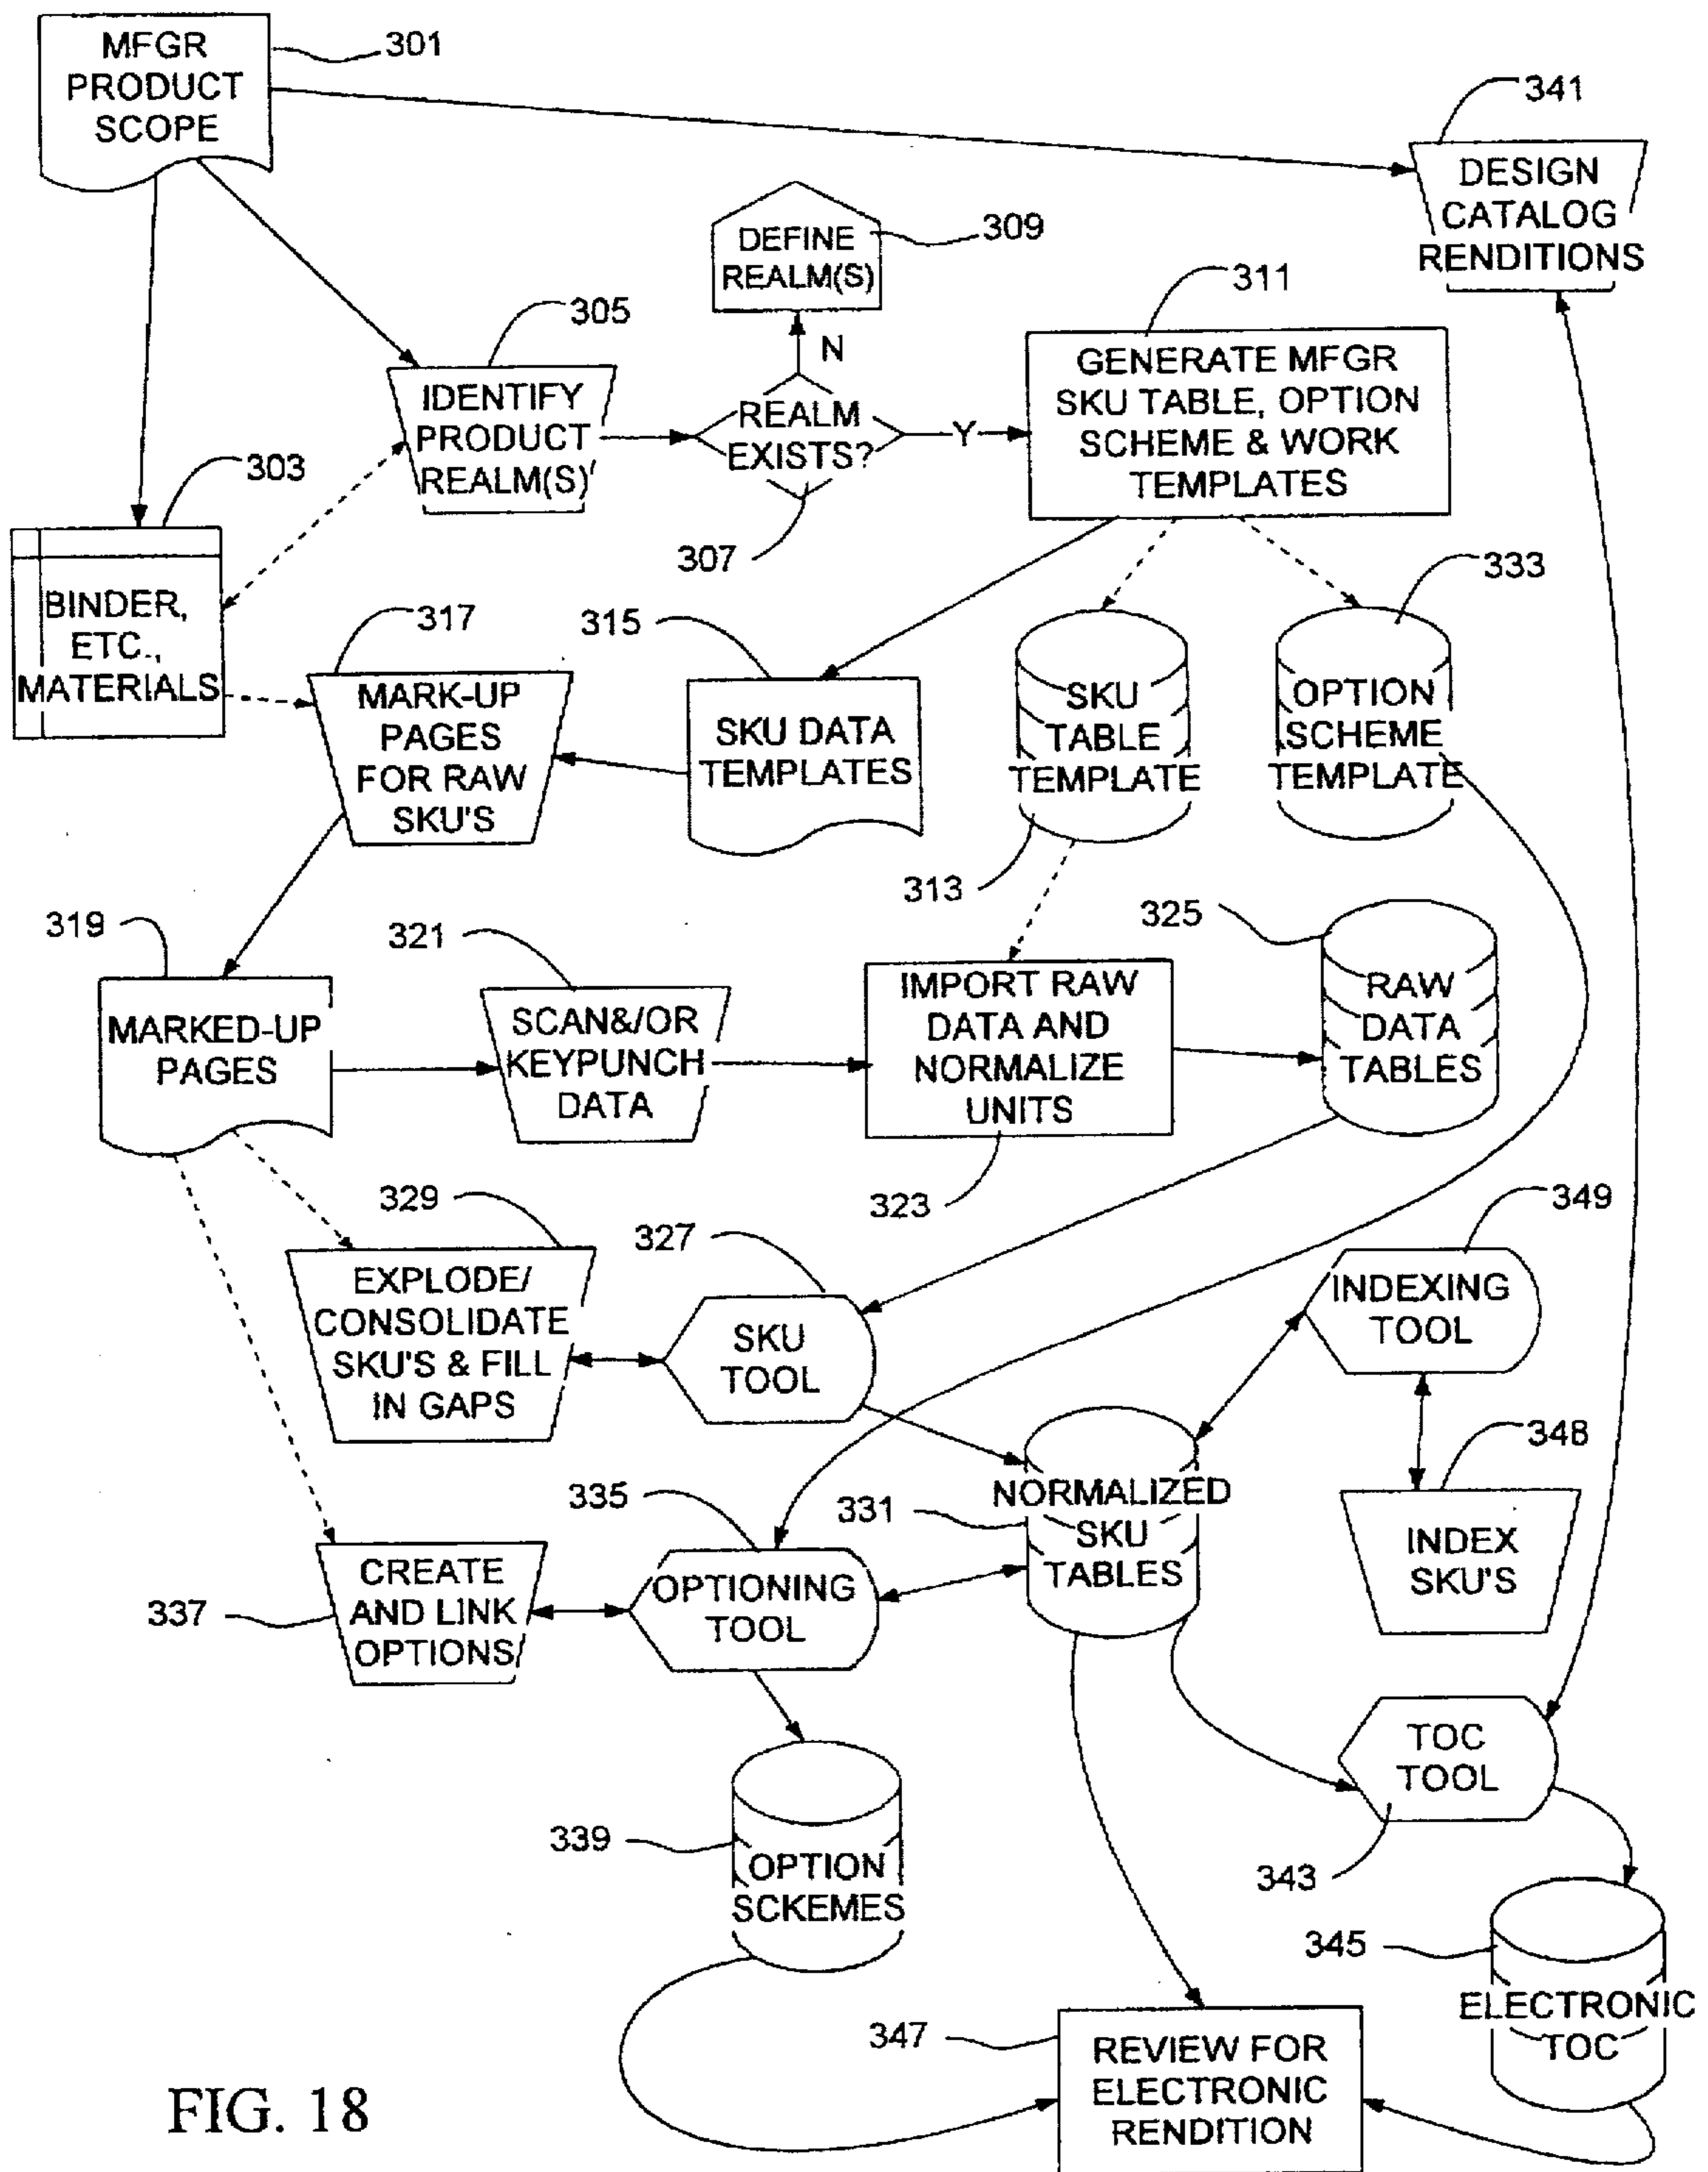 MFGR
PRODUCT
SCOPE
301
341
DESIGN
CATALOG
RENDITIONS
DEFINE
REALM(S)
309
311
305
N
GENERATE MFGR
SKU TABLE, OPTION
SCHEME & WORK
TEMPLATES
IDENTIFY
PRODUCT
REALM(S)
REALM
EXISTS?
Y
303
307
333
BINDER,
ETC.,
MATERIALS
317
315
MARK-UP
PAGES
FOR RAW
SKU'S
SKU DATA
TEMPLATES
SKU
TABLE
TEMPLATE
OPTION
SCHEME
TEMPLATE
313
325
319
321
MARKED-UP
PAGES
SCAN&/OR
KEYPUNCH
DATA
IMPORT RAW
DATA AND
NORMALIZE
UNITS
RAW
DATA
TABLES
329
323
327
349
EXPLODE/
CONSOLIDATE
SKU'S & FILL
IN GAPS
SKU
TOOL
INDEXING
TOOL
348
335
331
NORMALIZED
SKU
TABLES
INDEX
SKU'S
337
CREATE
AND LINK
OPTIONS
OPTIONING
TOOL
TOC
TOOL
339
OPTION
SCKEMES
343
345
ELECTRONIC
TOC
347
REVIEW FOR
ELECTRONIC
RENDITION
FIG. 18